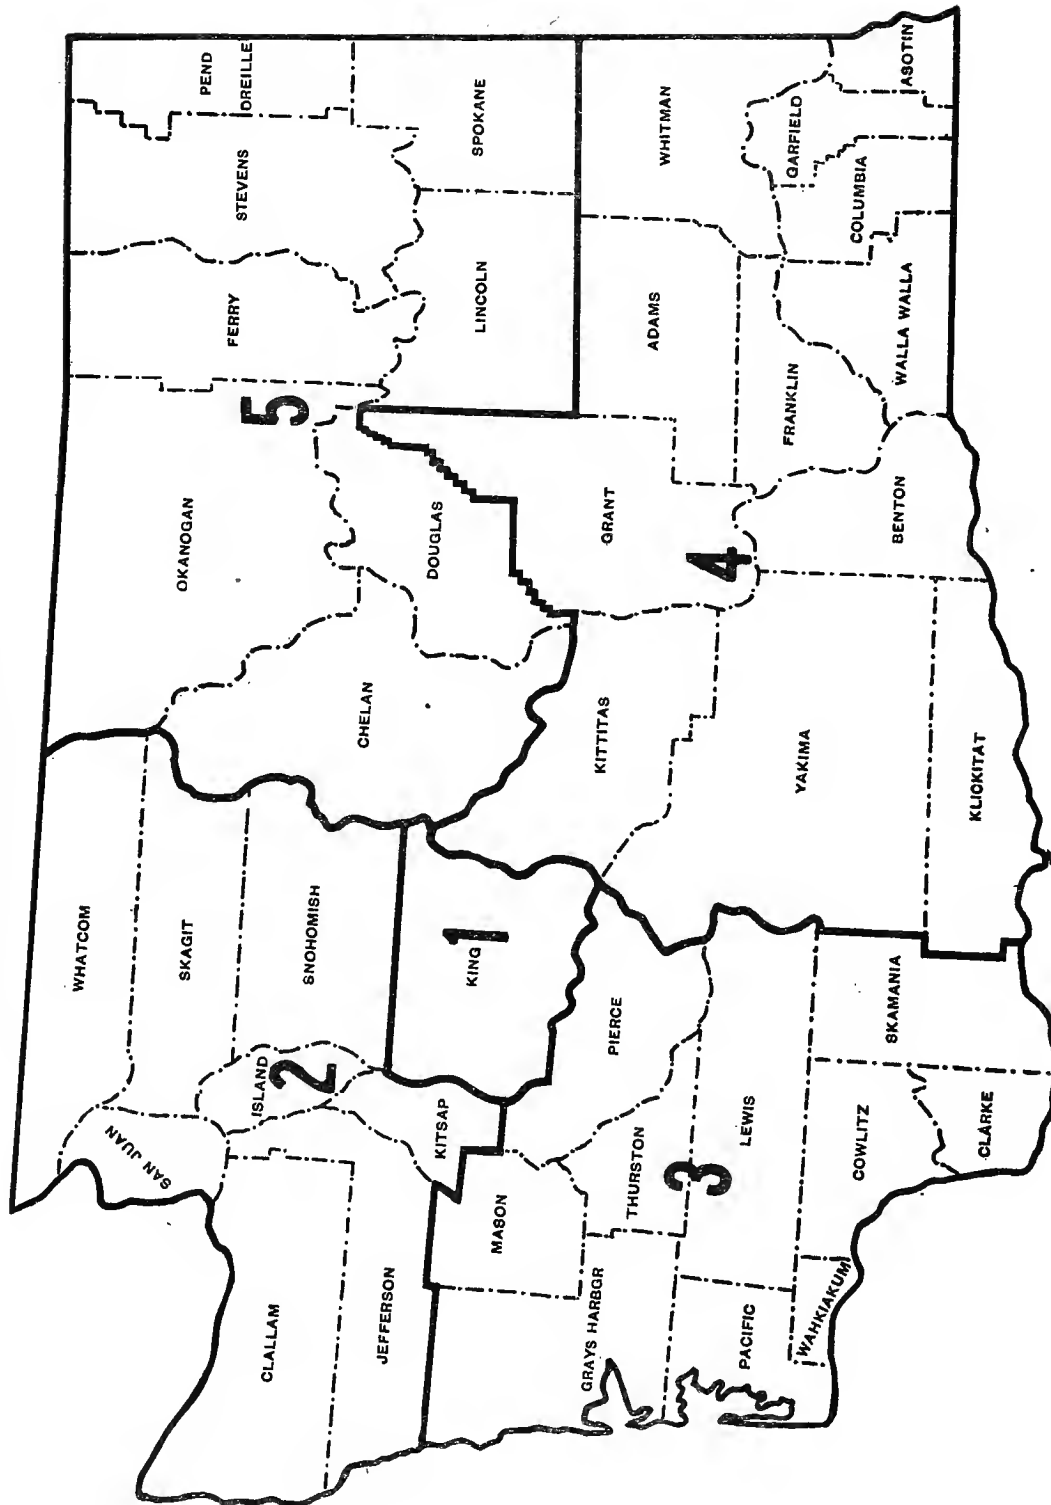 WHATCOM
SKAGIT
SNOHOMISH
SAN JUAN
ISLAND
2
CLALLAM
JEFFERSON
KITSAP
KING
1
OKANOGAN
CHELAN
DOUGLAS
5
FERRY
STEVENS
PEND
OREILLE
LINCOLN
SPOKANE
MASON
GRAYS HARBGR
THURSTON
PIERCE
3
LEWIS
PACIFIC
WAHKIAKUM
COWLITZ
CLARKE
SKAMANIA
KITTITAS
GRANT
4
YAKIMA
KLICKITAT
BENTON
ADAMS
FRANKLIN
WHITMAN
WALLA WALLA
COLUMBIA
GARFIELD
ASOTIN